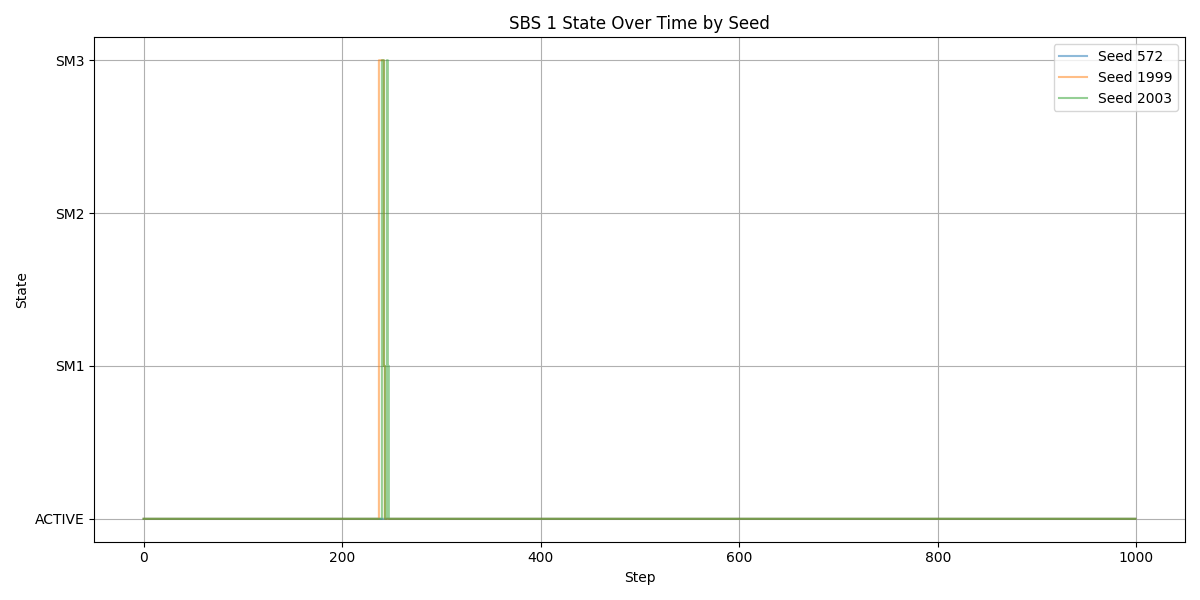 SBS 1 State Over Time by Seed
Seed 572
Seed 1999
Seed 2003
SM3
SM2
SM1
ACTIVE
State
0 200 400 600 800 1000
Step